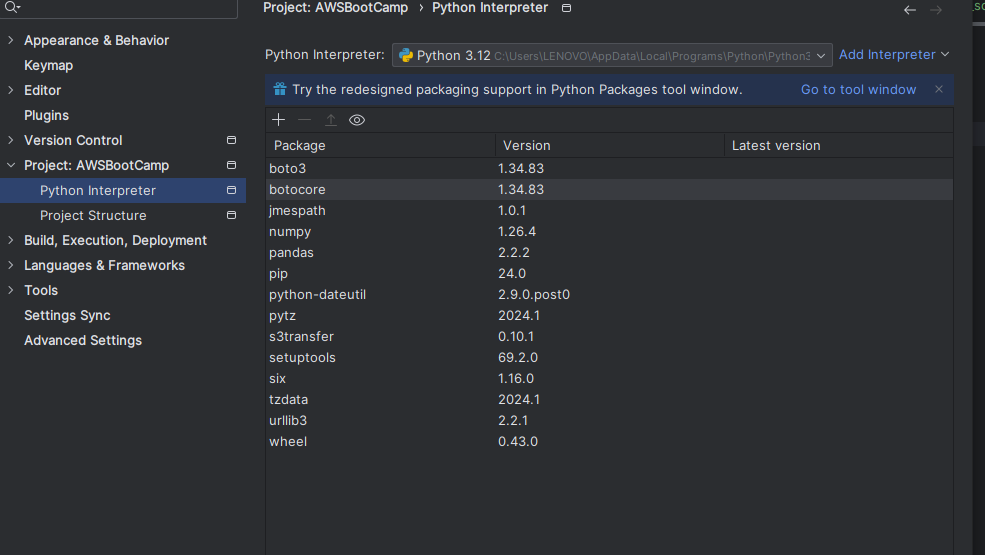 Project: AWSBootCamp › Python Interpreter
Appearance & Behavior
Keymap
Editor
Plugins
Version Control
Project: AWSBootCamp
Python Interpreter
Project Structure
Build, Execution, Deployment
Languages & Frameworks
Tools
Settings Sync
Advanced Settings
Python Interpreter: Python 3.12 C:\Users\LENOVO\AppData\Local\Programs\Python\Python3 Add Interpreter
Try the redesigned packaging support in Python Packages tool window. Go to tool window
Package Version Latest version
boto3 1.34.83
botocore 1.34.83
jmespath 1.0.1
numpy 1.26.4
pandas 2.2.2
pip 24.0
python-dateutil 2.9.0.post0
pytz 2024.1
s3transfer 0.10.1
setuptools 69.2.0
six 1.16.0
tzdata 2024.1
urllib3 2.2.1
wheel 0.43.0